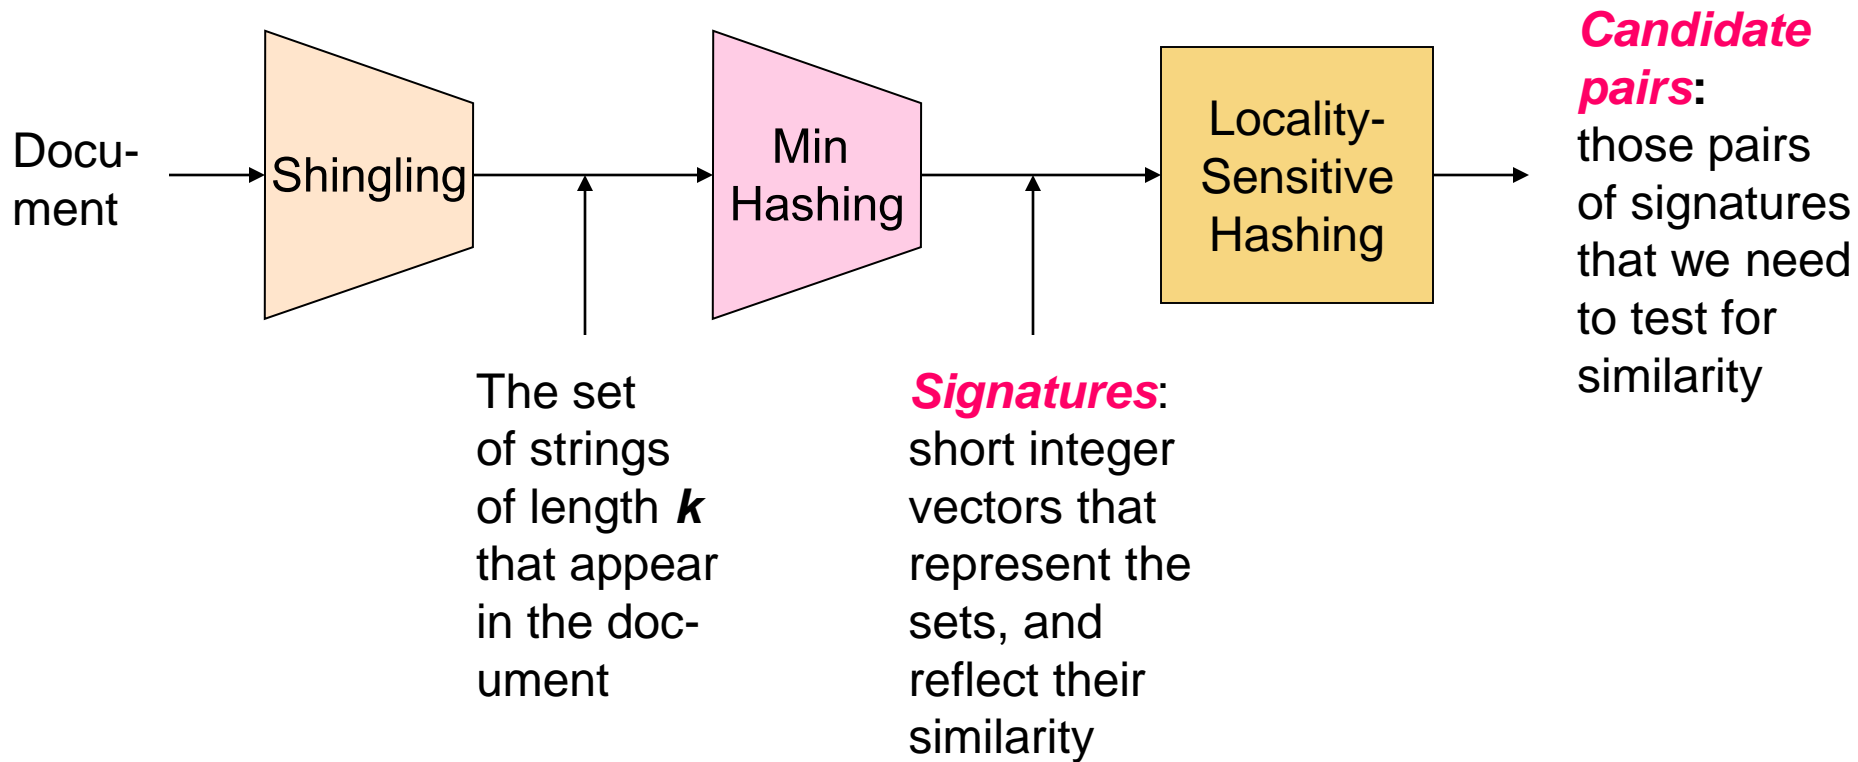 Docu-
ment
Shingling
The set
of strings
of length k
that appear
in the doc-
ument
Min
Hashing
Signatures:
short integer
vectors that
represent the
sets, and
reflect their
similarity
Locality-
Sensitive
Hashing
Candidate
pairs:
those pairs
of signatures
that we need
to test for
similarity